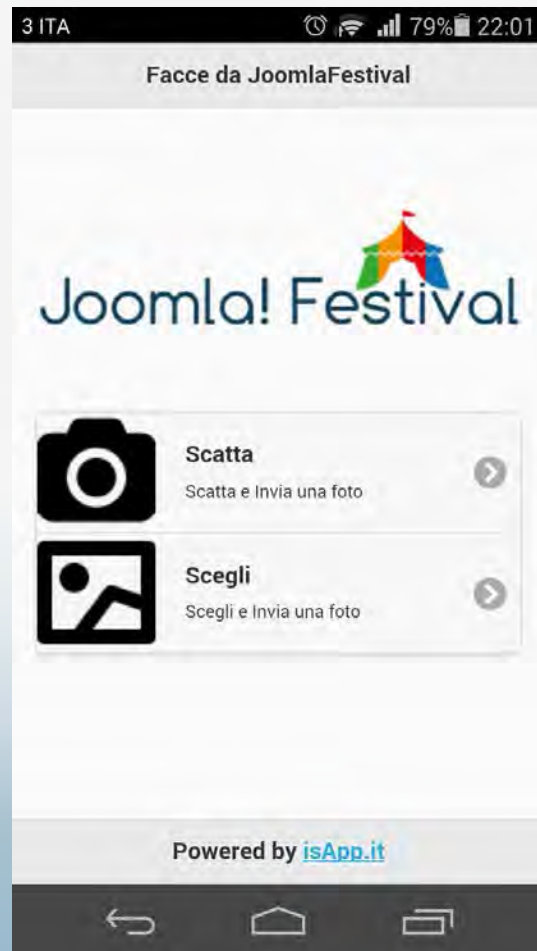 3 ITA 79% 22:01
Facce da JoomlaFestival
Joomla! Festival
Scatta
Scatta e Invia una foto
Scegli
Scegli e Invia una foto
Powered by isApp.it